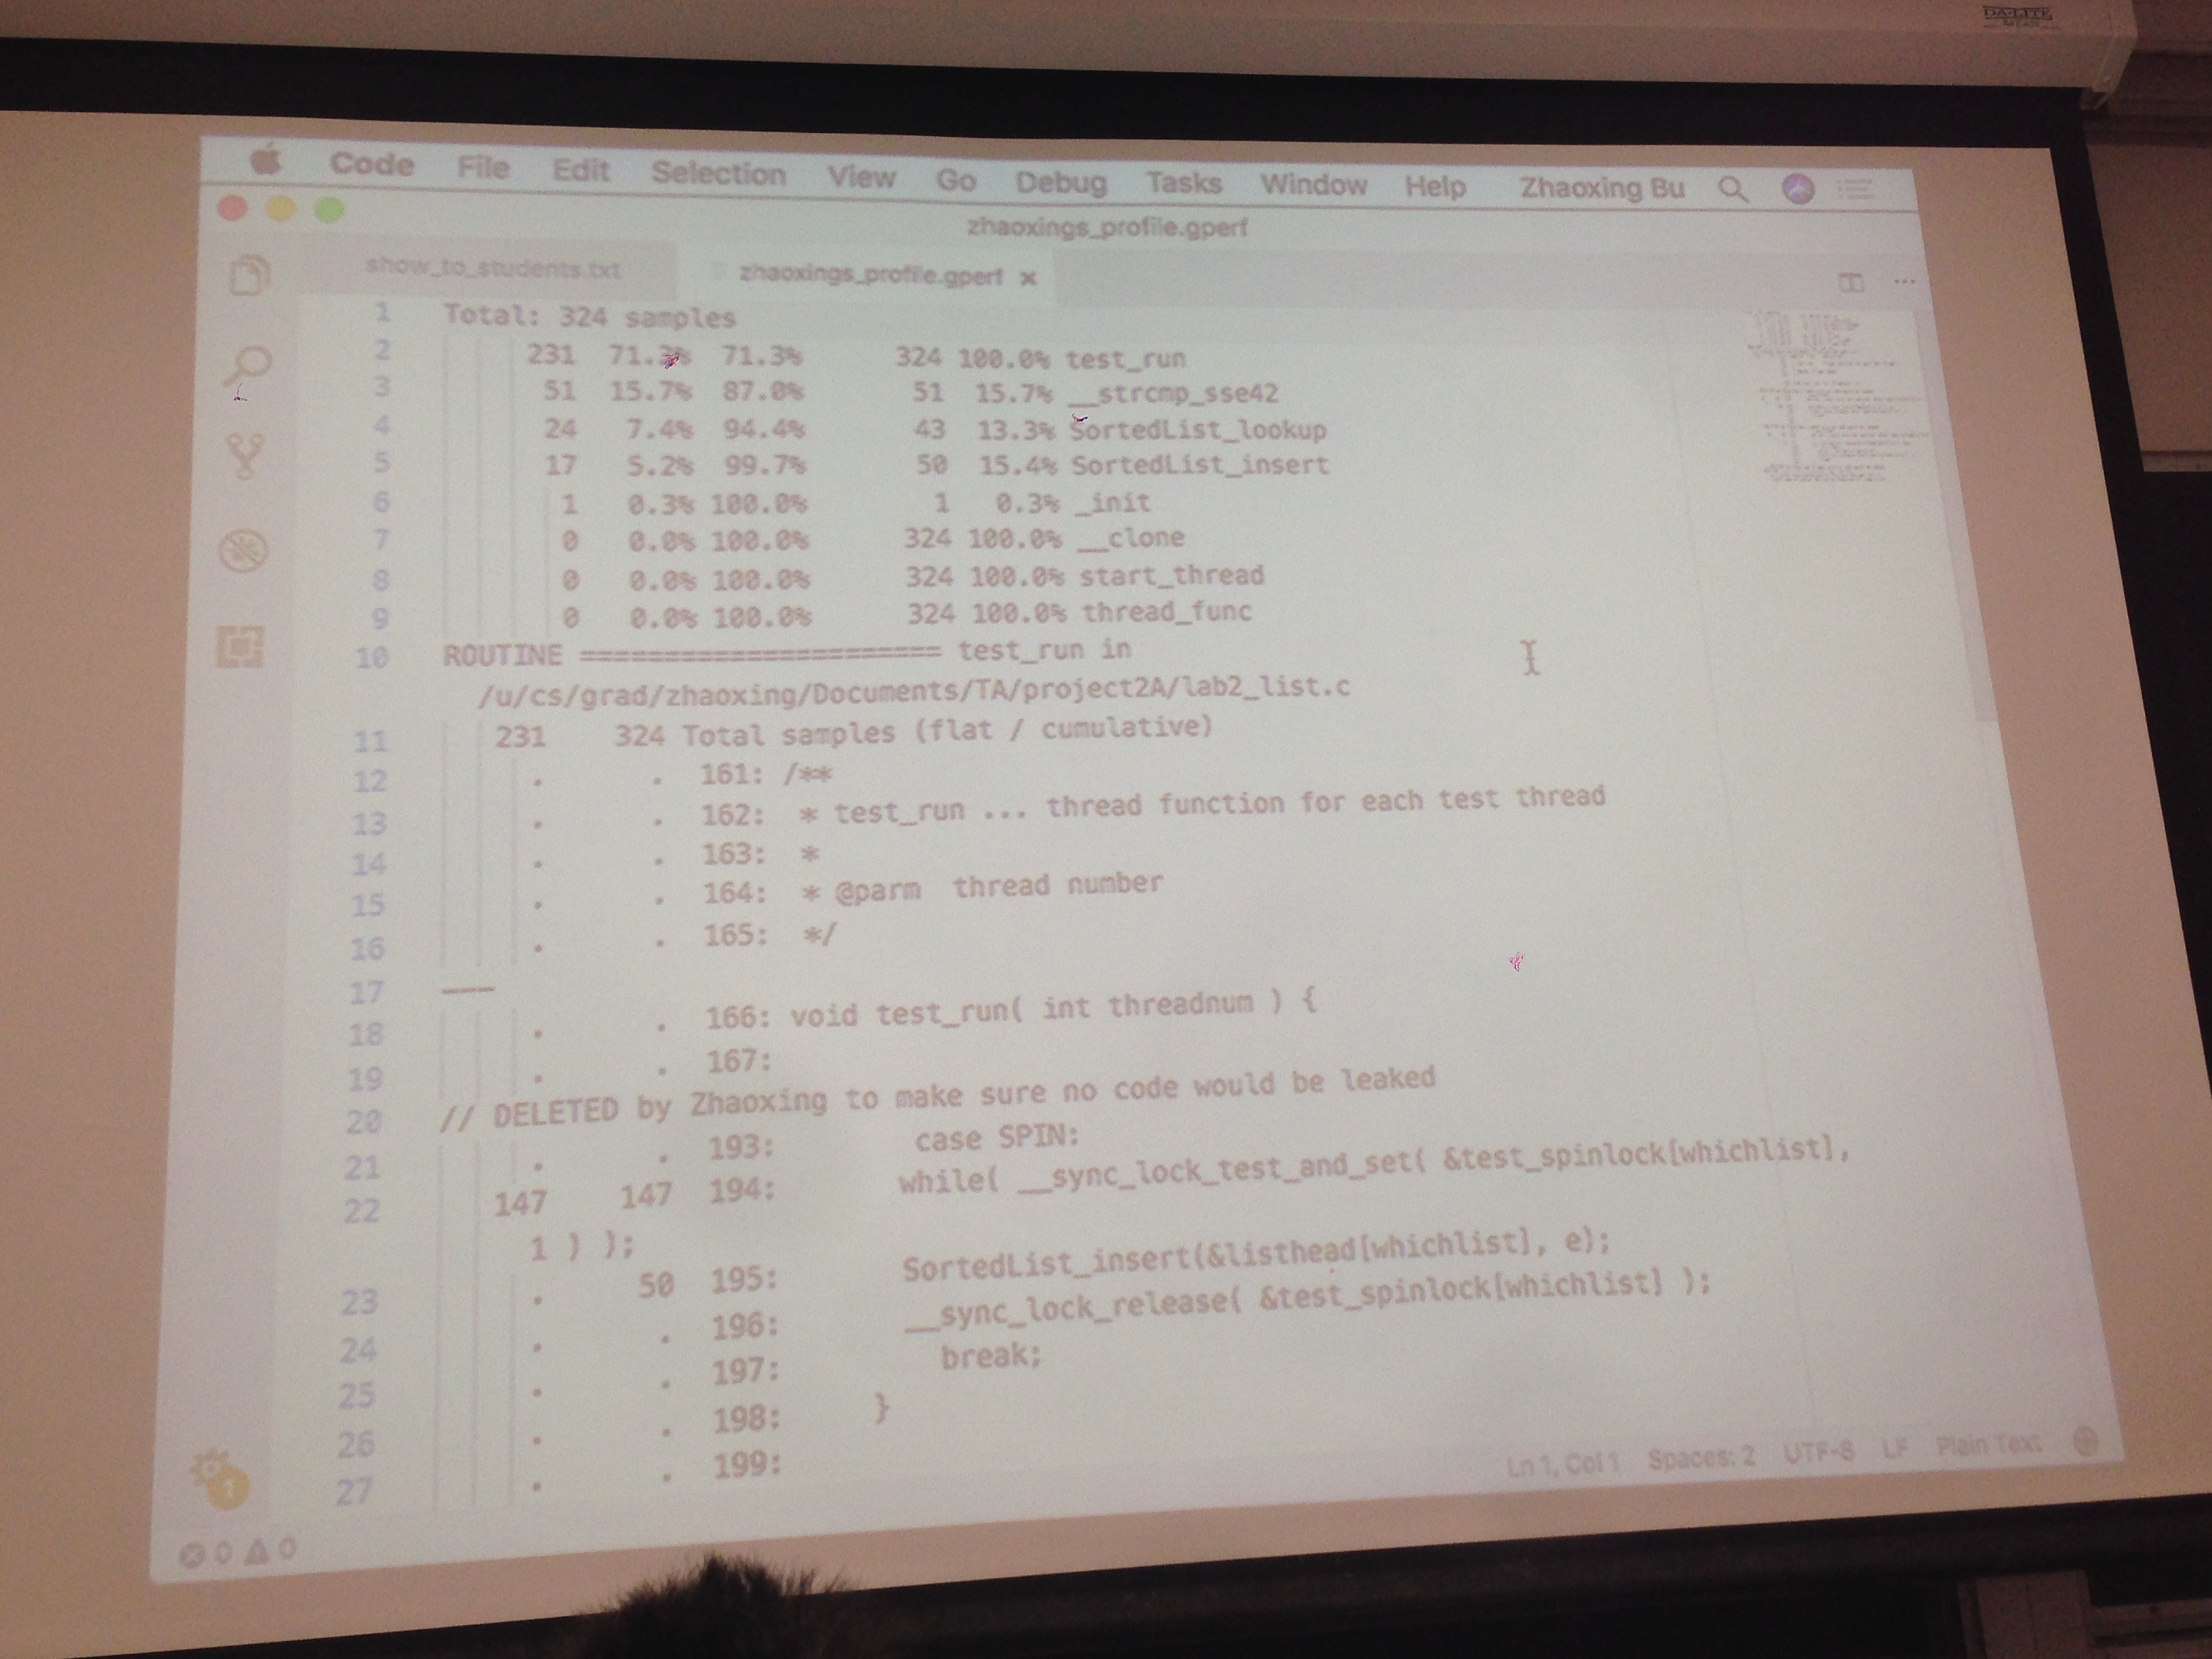 DA-LITE
Code File Edit Selection View Go Debug Tasks Window Help Zhaoxing Bu
zhaoxings_profile.gperf
show_to_students.txt zhaoxings_profile.gperf ×
1 Total: 324 samples
2 231 71.3% 71.3% 324 100.0% test_run
3 51 15.7% 87.0% 51 15.7% __strcmp_sse42
4 24 7.4% 94.4% 43 13.3% SortedList_lookup
5 17 5.2% 99.7% 50 15.4% SortedList_insert
6 1 0.3% 100.0% 1 0.3% _init
7 0 0.0% 100.0% 324 100.0% __clone
8 0 0.0% 100.0% 324 100.0% start_thread
9 0 0.0% 100.0% 324 100.0% thread_func
10 ROUTINE ====================== test_run in
/u/cs/grad/zhaoxing/Documents/TA/project2A/lab2_list.c
11 231 324 Total samples (flat / cumulative)
12 . . 161: /**
13 . . 162: * test_run ... thread function for each test thread
14 . . 163: *
15 . . 164: * @parm thread number
16 . . 165: */
17 ---
18 . . 166: void test_run( int threadnum ) {
19 . . 167:
20 // DELETED by Zhaoxing to make sure no code would be leaked
21 . . 193: case SPIN:
22 147 147 194: while( __sync_lock_test_and_set( &test_spinlock[whichlist],
1 ) );
23 . 50 195: SortedList_insert(&listhead[whichlist], e);
24 . . 196: __sync_lock_release( &test_spinlock[whichlist] );
25 . . 197: break;
26 . . 198: }
27 . . 199:
1
Ln 1, Col 1 Spaces: 2 UTF-8 LF Plain Text
0 0